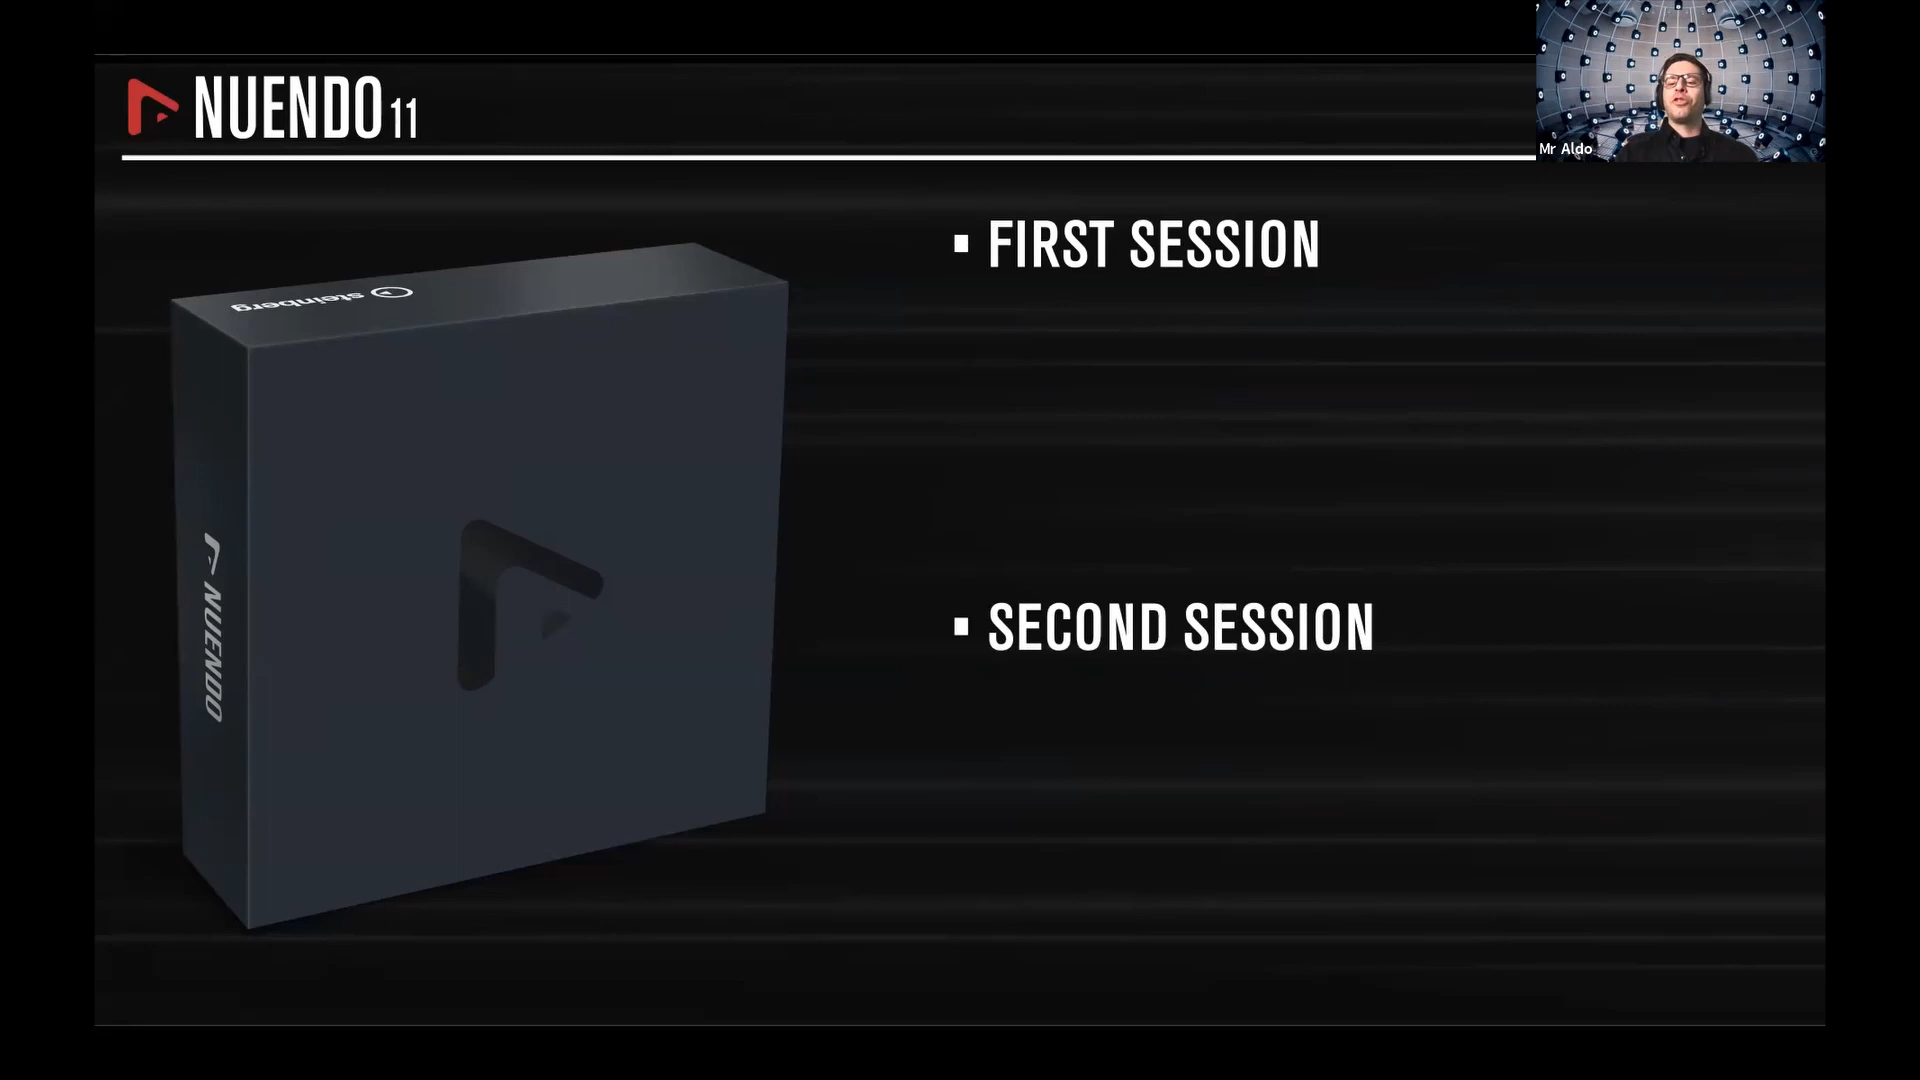 NUENDO 11
Mr Aldo
FIRST SESSION
steinberg
NUENDO
SECOND SESSION